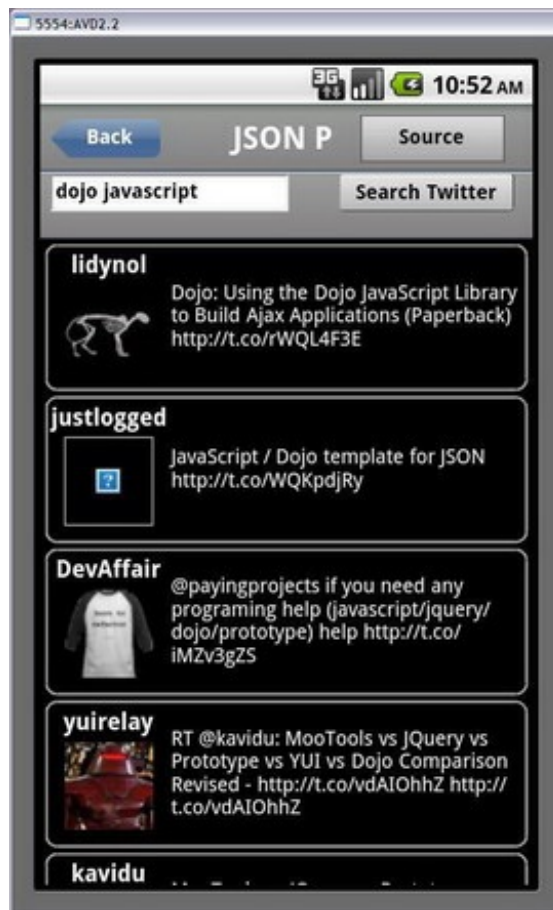 5554:AVD2.2
3G 10:52 AM
Back JSON P Source
dojo javascript Search Twitter
lidynol
Dojo: Using the Dojo JavaScript Library
to Build Ajax Applications (Paperback)
http://t.co/rWQL4F3E
justlogged
JavaScript / Dojo template for JSON
http://t.co/WQKpdjRy
DevAffair
@payingprojects if you need any
programing help (javascript/jquery/
dojo/prototype) help http://t.co/
iMZv3gZS
yuirelay
RT @kavidu: MooTools vs JQuery vs
Prototype vs YUI vs Dojo Comparison
Revised - http://t.co/vdAIOhhZ http://
t.co/vdAIOhhZ
kavidu